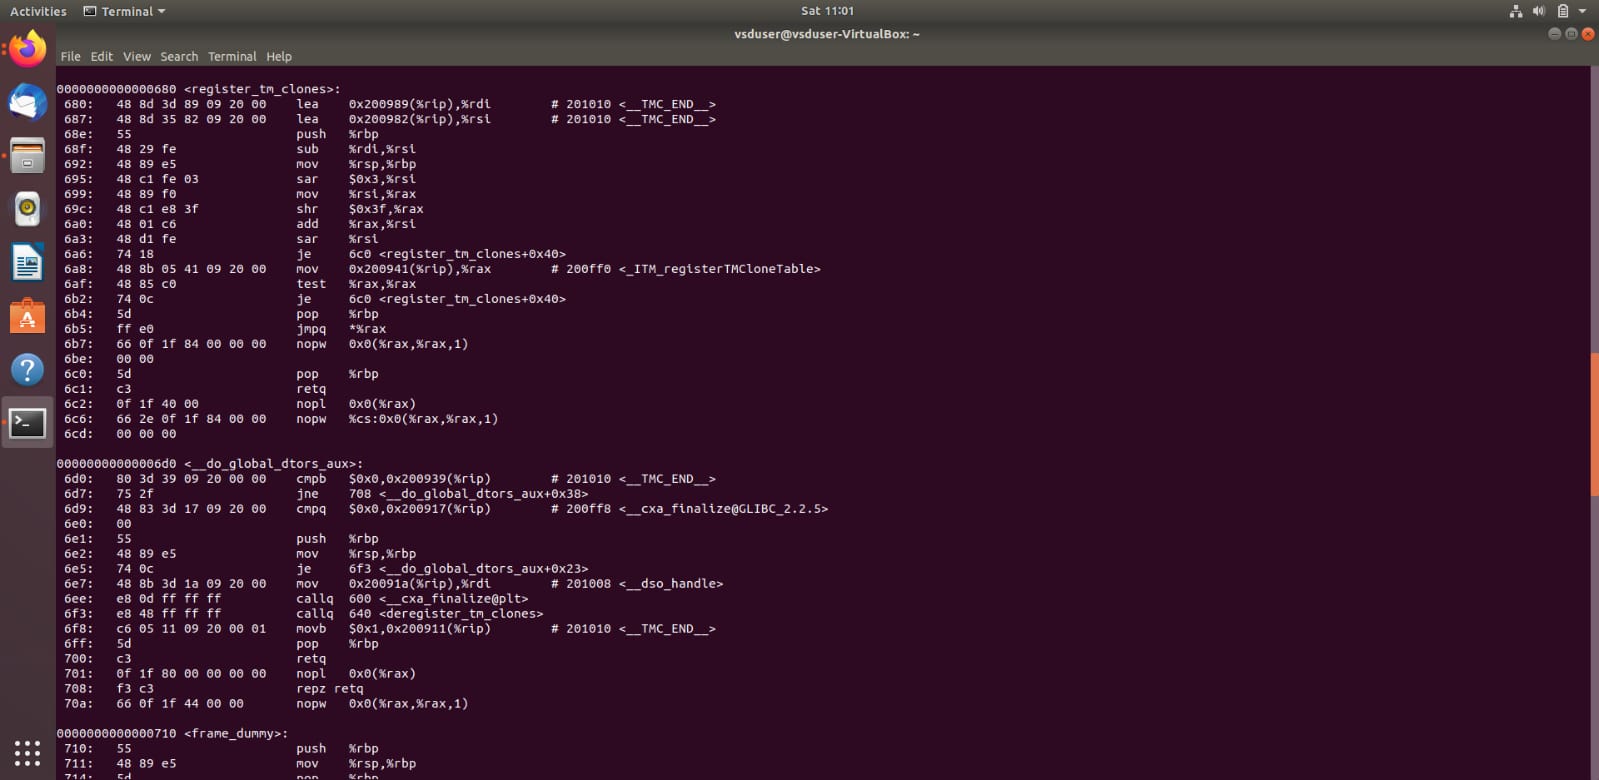 Activities Terminal Sat 11:01
vsduser@vsduser-VirtualBox: ~
File Edit View Search Terminal Help
0000000000000680 <register_tm_clones>:
680: 48 8d 3d 89 09 20 00 lea 0x200989(%rip),%rdi # 201010 <__TMC_END__>
687: 48 8d 35 82 09 20 00 lea 0x200982(%rip),%rsi # 201010 <__TMC_END__>
68e: 55 push %rbp
68f: 48 29 fe sub %rdi,%rsi
692: 48 89 e5 mov %rsp,%rbp
695: 48 c1 fe 03 sar $0x3,%rsi
699: 48 89 f0 mov %rsi,%rax
69c: 48 c1 e8 3f shr $0x3f,%rax
6a0: 48 01 c6 add %rax,%rsi
6a3: 48 d1 fe sar %rsi
6a6: 74 18 je 6c0 <register_tm_clones+0x40>
6a8: 48 8b 05 41 09 20 00 mov 0x200941(%rip),%rax # 200ff0 <_ITM_registerTMCloneTable>
6af: 48 85 c0 test %rax,%rax
6b2: 74 0c je 6c0 <register_tm_clones+0x40>
6b4: 5d pop %rbp
6b5: ff e0 jmpq *%rax
6b7: 66 0f 1f 84 00 00 00 nopw 0x0(%rax,%rax,1)
6be: 00 00
6c0: 5d pop %rbp
6c1: c3 retq
6c2: 0f 1f 40 00 nopl 0x0(%rax)
6c6: 66 2e 0f 1f 84 00 00 nopw %cs:0x0(%rax,%rax,1)
6cd: 00 00 00
00000000000006d0 <__do_global_dtors_aux>:
6d0: 80 3d 39 09 20 00 00 cmpb $0x0,0x200939(%rip) # 201010 <__TMC_END__>
6d7: 75 2f jne 708 <__do_global_dtors_aux+0x38>
6d9: 48 83 3d 17 09 20 00 cmpq $0x0,0x200917(%rip) # 200ff8 <__cxa_finalize@GLIBC_2.2.5>
6e0: 00
6e1: 55 push %rbp
6e2: 48 89 e5 mov %rsp,%rbp
6e5: 74 0c je 6f3 <__do_global_dtors_aux+0x23>
6e7: 48 8b 3d 1a 09 20 00 mov 0x20091a(%rip),%rdi # 201008 <__dso_handle>
6ee: e8 0d ff ff ff callq 600 <__cxa_finalize@plt>
6f3: e8 48 ff ff ff callq 640 <deregister_tm_clones>
6f8: c6 05 11 09 20 00 01 movb $0x1,0x200911(%rip) # 201010 <__TMC_END__>
6ff: 5d pop %rbp
700: c3 retq
701: 0f 1f 80 00 00 00 00 nopl 0x0(%rax)
708: f3 c3 repz retq
70a: 66 0f 1f 44 00 00 nopw 0x0(%rax,%rax,1)
0000000000000710 <frame_dummy>:
710: 55 push %rbp
711: 48 89 e5 mov %rsp,%rbp
714: 5d pop %rbp